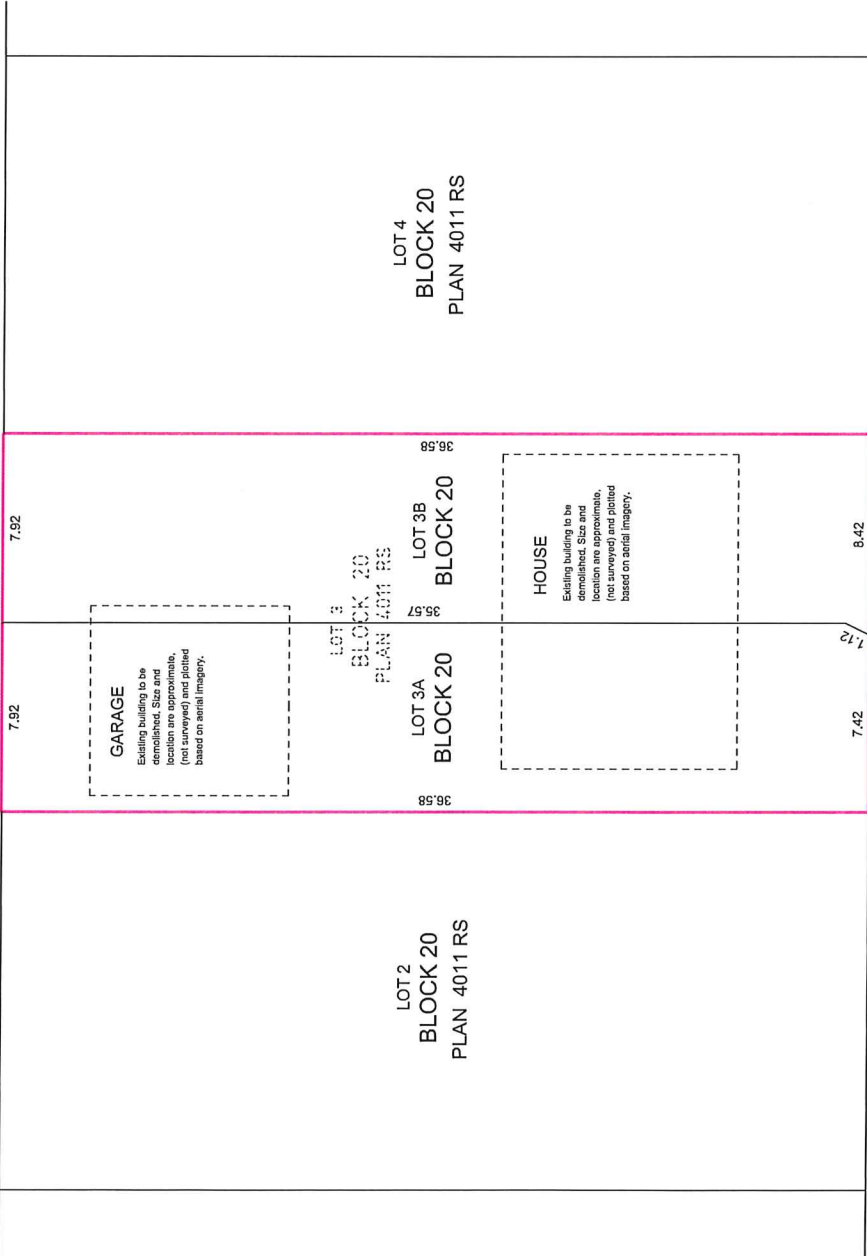 7.92
7.92
GARAGE
Existing building to be
demolished, Size and
location are approximate,
(not surveyed) and plotted
based on aerial imagery.
LOT 3
BLOCK 20
PLAN 4011 RS
LOT 2
BLOCK 20
PLAN 4011 RS
36.58
LOT 3A
BLOCK 20
35.57
LOT 3B
BLOCK 20
36.58
LOT 4
BLOCK 20
PLAN 4011 RS
HOUSE
Existing building to be
demolished, Size and
location are approximate,
(not surveyed) and plotted
based on aerial imagery.
7.42
1.12
8.42